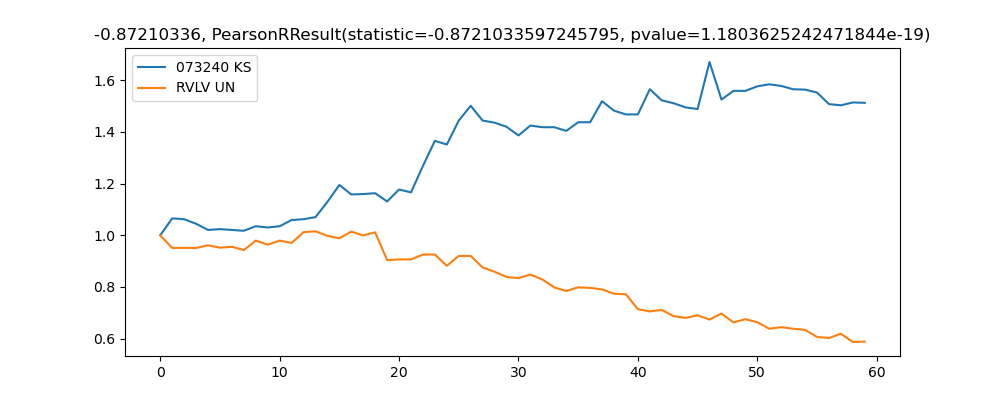 -0.87210336, PearsonRResult(statistic=-0.8721033597245795, pvalue=1.1803625242471844e-19)
073240 KS
RVLV UN
1.6
1.4
1.2
1.0
0.8
0.6
0 10 20 30 40 50 60